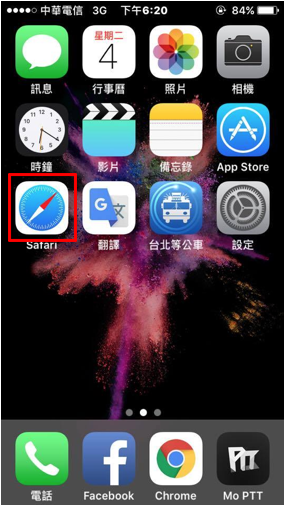 中華電信 3G 下午6:20 84%
星期二
4
訊息 行事曆 照片 相機
時鐘 影片 備忘錄 App Store
G 文
Safari 翻譯 台北等公車 設定
Ptt
電話 Facebook Chrome Mo PTT